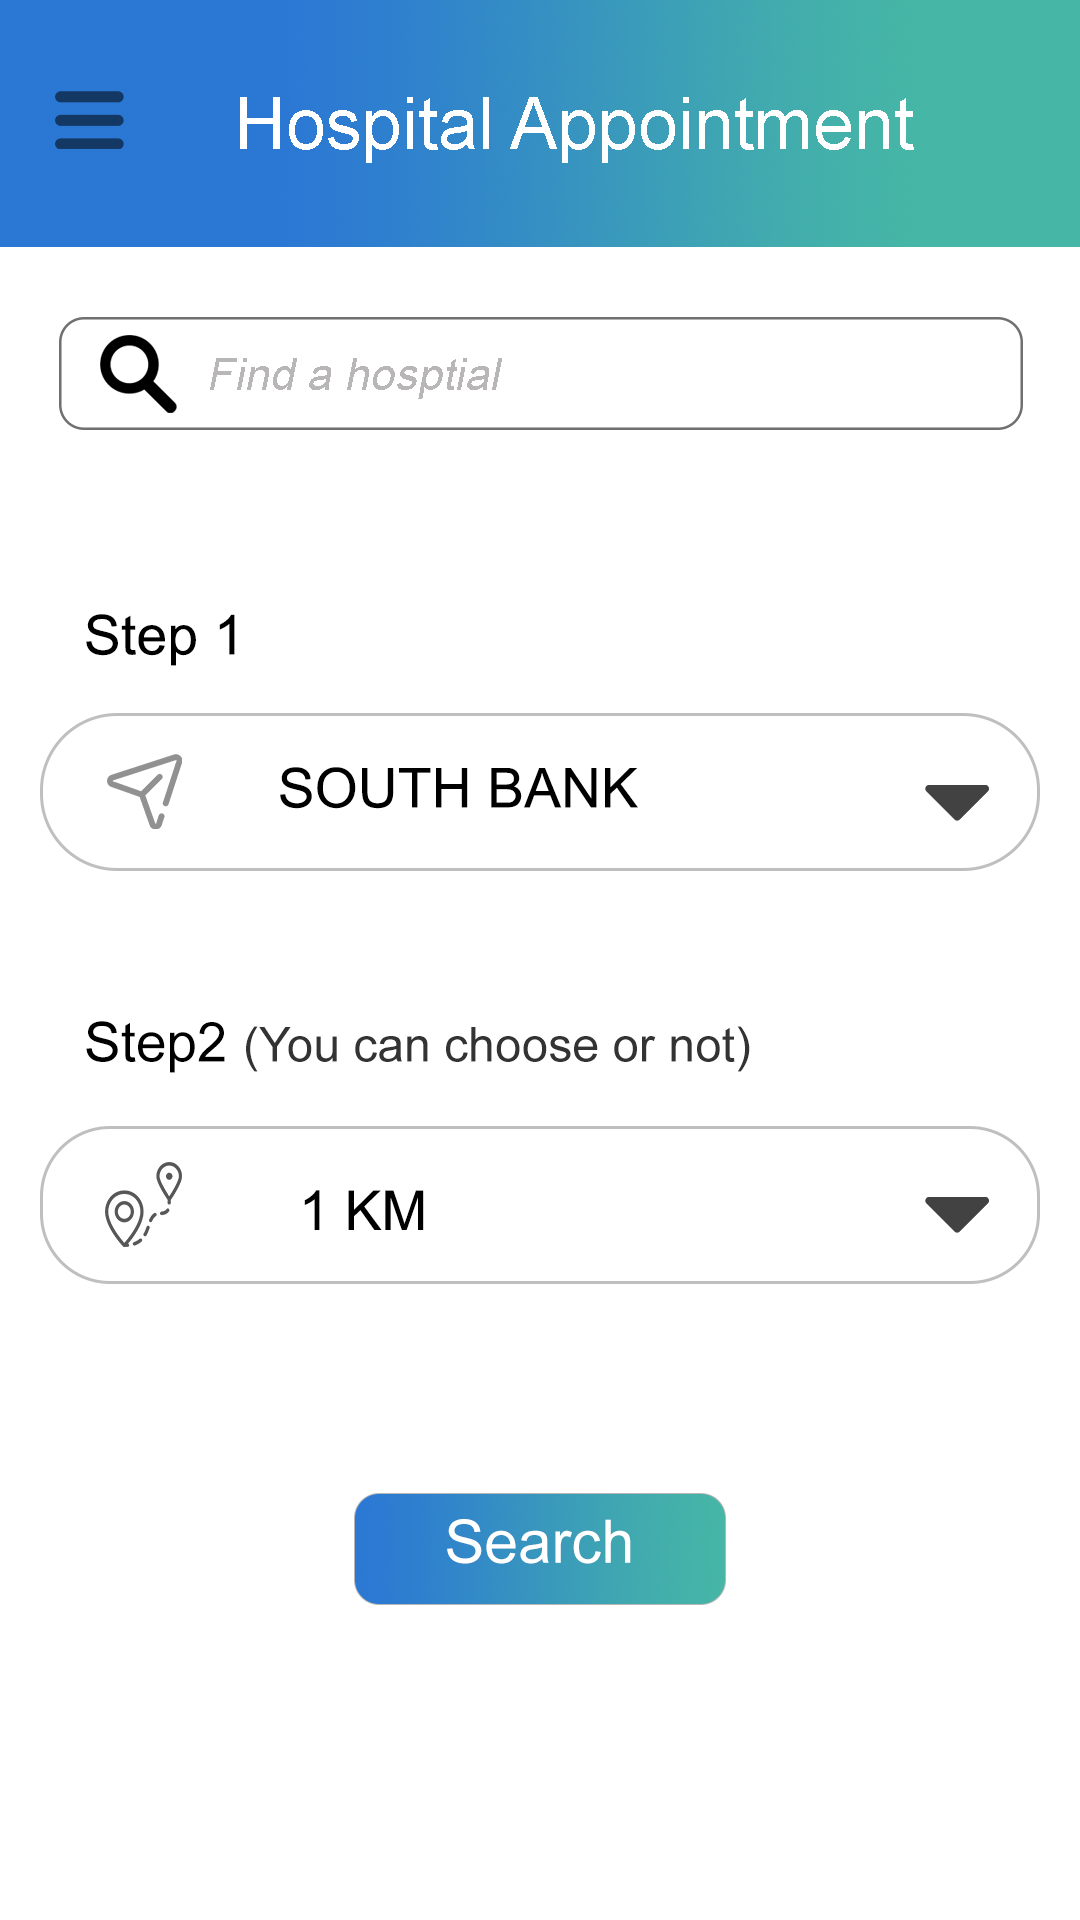 Hospital Appointment
Find a hosptial
Step 1
SOUTH BANK
Step2 (You can choose or not)
1 KM
Search